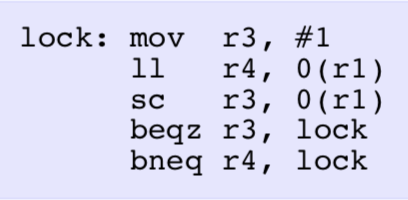 lock: mov r3, #1
ll r4, 0(r1)
sc r3, 0(r1)
beqz r3, lock
bneq r4, lock